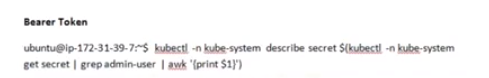 Bearer Token
ubuntu@ip-172-31-39-7:~$ kubectl -n kube-system describe secret $(kubectl -n kube-system
get secret | grep admin-user | awk '{print $1}')